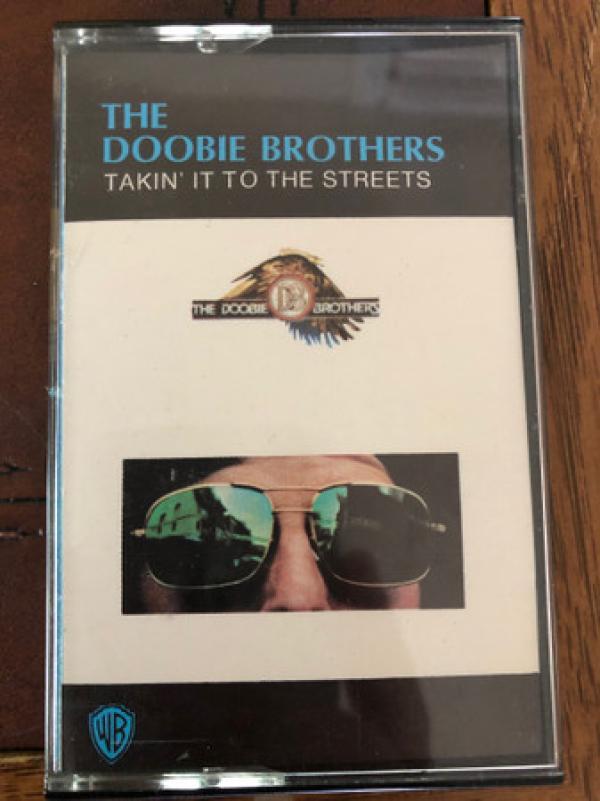 THE
DOOBIE BROTHERS
TAKIN' IT TO THE STREETS
THE DOOBIE BROTHERS
WB